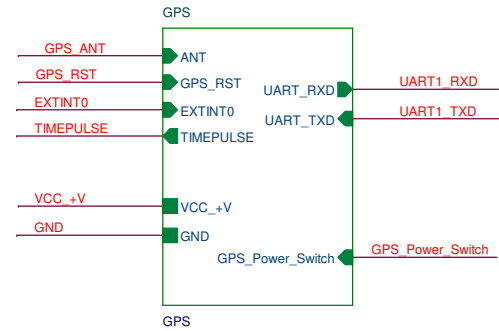 GPS
GPS_ANT
ANT
GPS_RST
GPS_RST
EXTINT0
EXTINT0
TIMEPULSE
TIMEPULSE
UART_RXD
UART1_RXD
UART_TXD
UART1_TXD
VCC_+V
VCC_+V
GND
GND
GPS_Power_Switch
GPS_Power_Switch
GPS